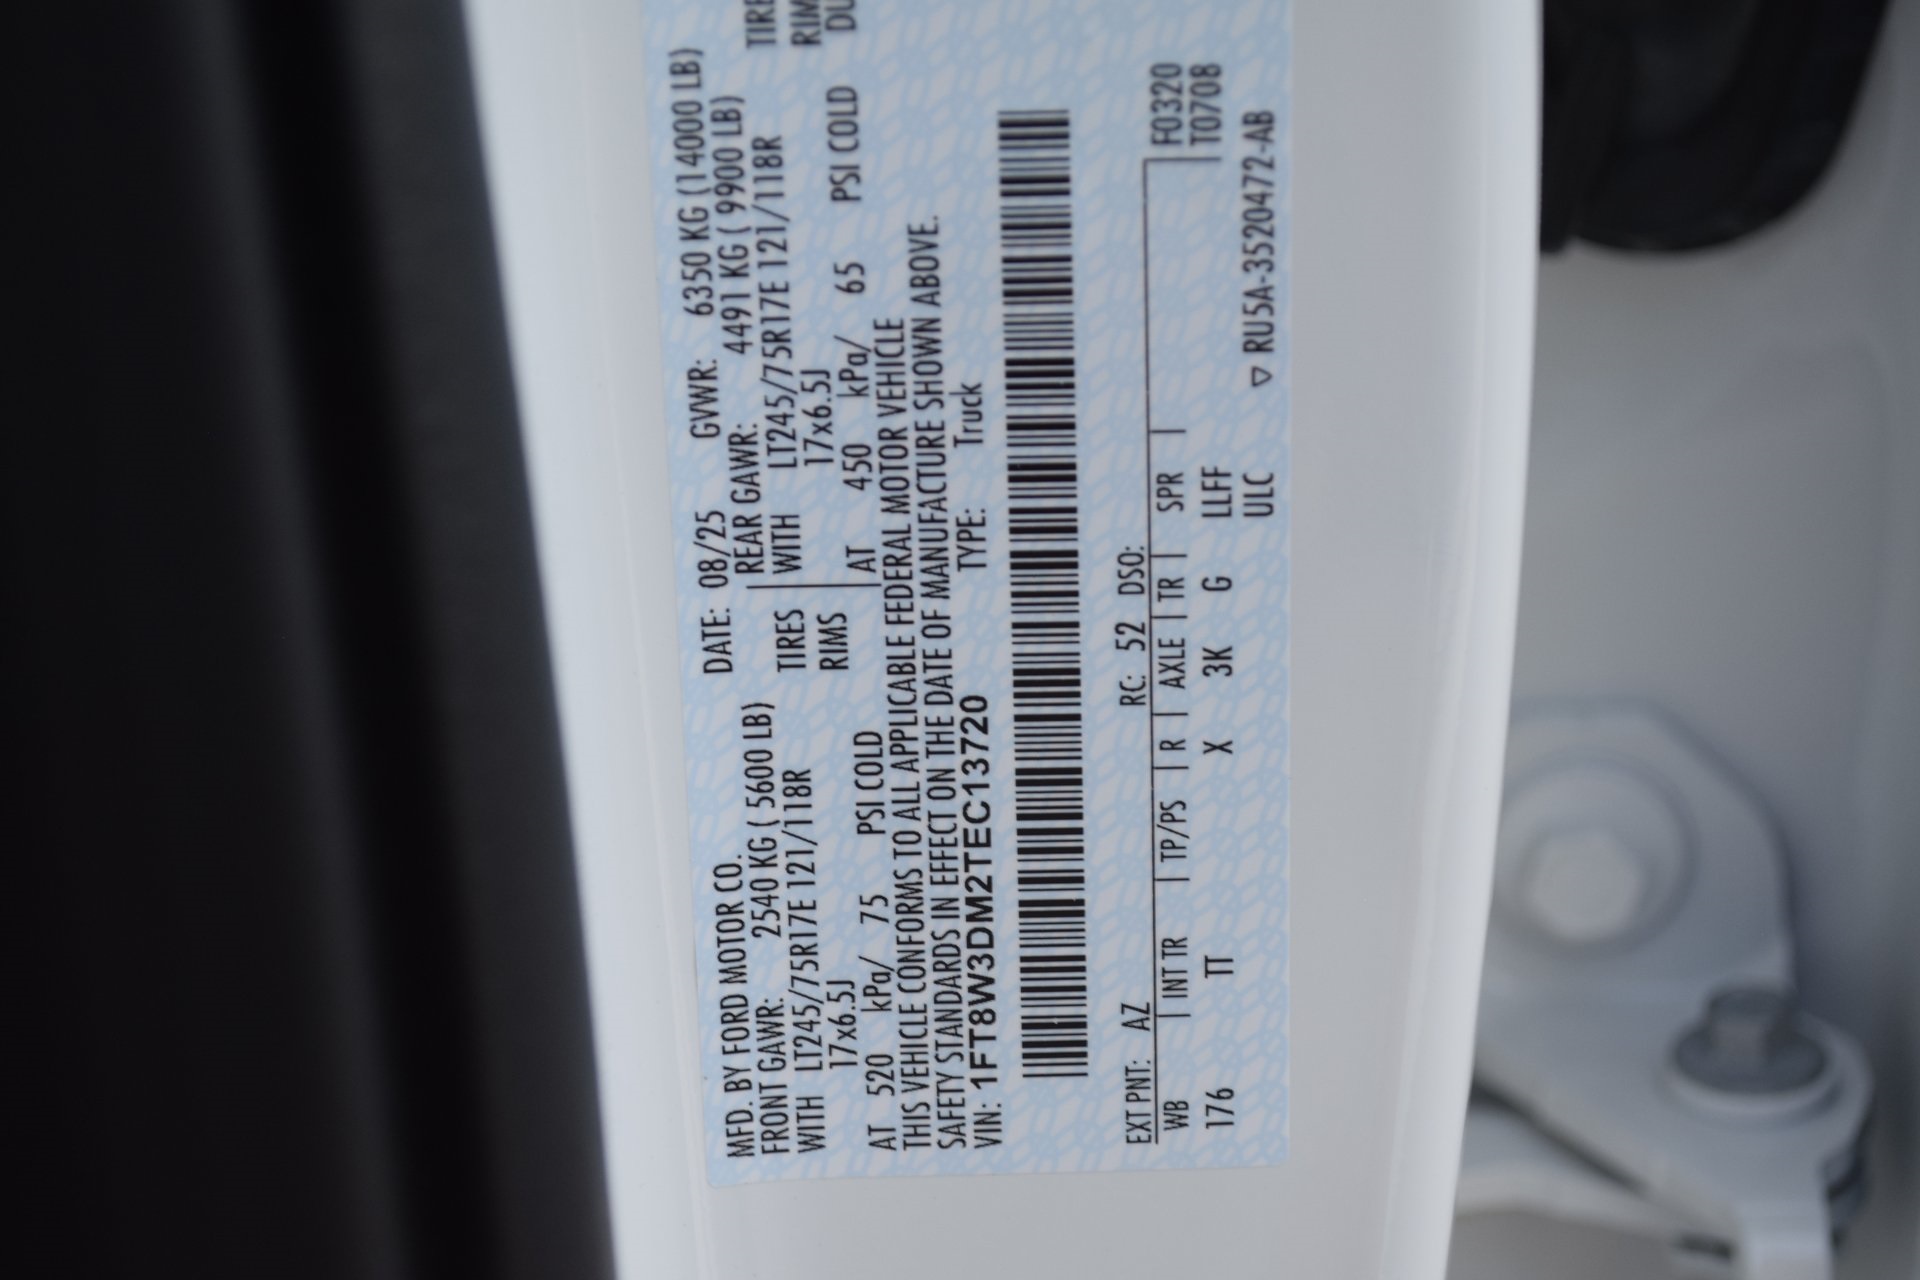 MFD. BY FORD MOTOR CO. DATE: 08/25 GVWR: 6350 KG (14000 LB)
FRONT GAWR: 2540 KG ( 5600 LB) REAR GAWR: 4491 KG ( 9900 LB)
WITH LT245/75R17E 121/118R TIRES WITH LT245/75R17E 121/118R TIRE
17x6.5J RIMS 17x6.5J RIM
AT 520 kPa/ 75 PSI COLD AT 450 kPa/ 65 PSI COLD DU
THIS VEHICLE CONFORMS TO ALL APPLICABLE FEDERAL MOTOR VEHICLE
SAFETY STANDARDS IN EFFECT ON THE DATE OF MANUFACTURE SHOWN ABOVE.
VIN: 1FT8W3DM2TEC13720 TYPE: Truck
EXT PNT: AZ RC: 52 DSO: F0320
WB | INT TR | TP/PS | R | AXLE | TR | SPR | T0708
176 TT X 3K G LLFF
ULC ▽ RU5A-3520472-AB